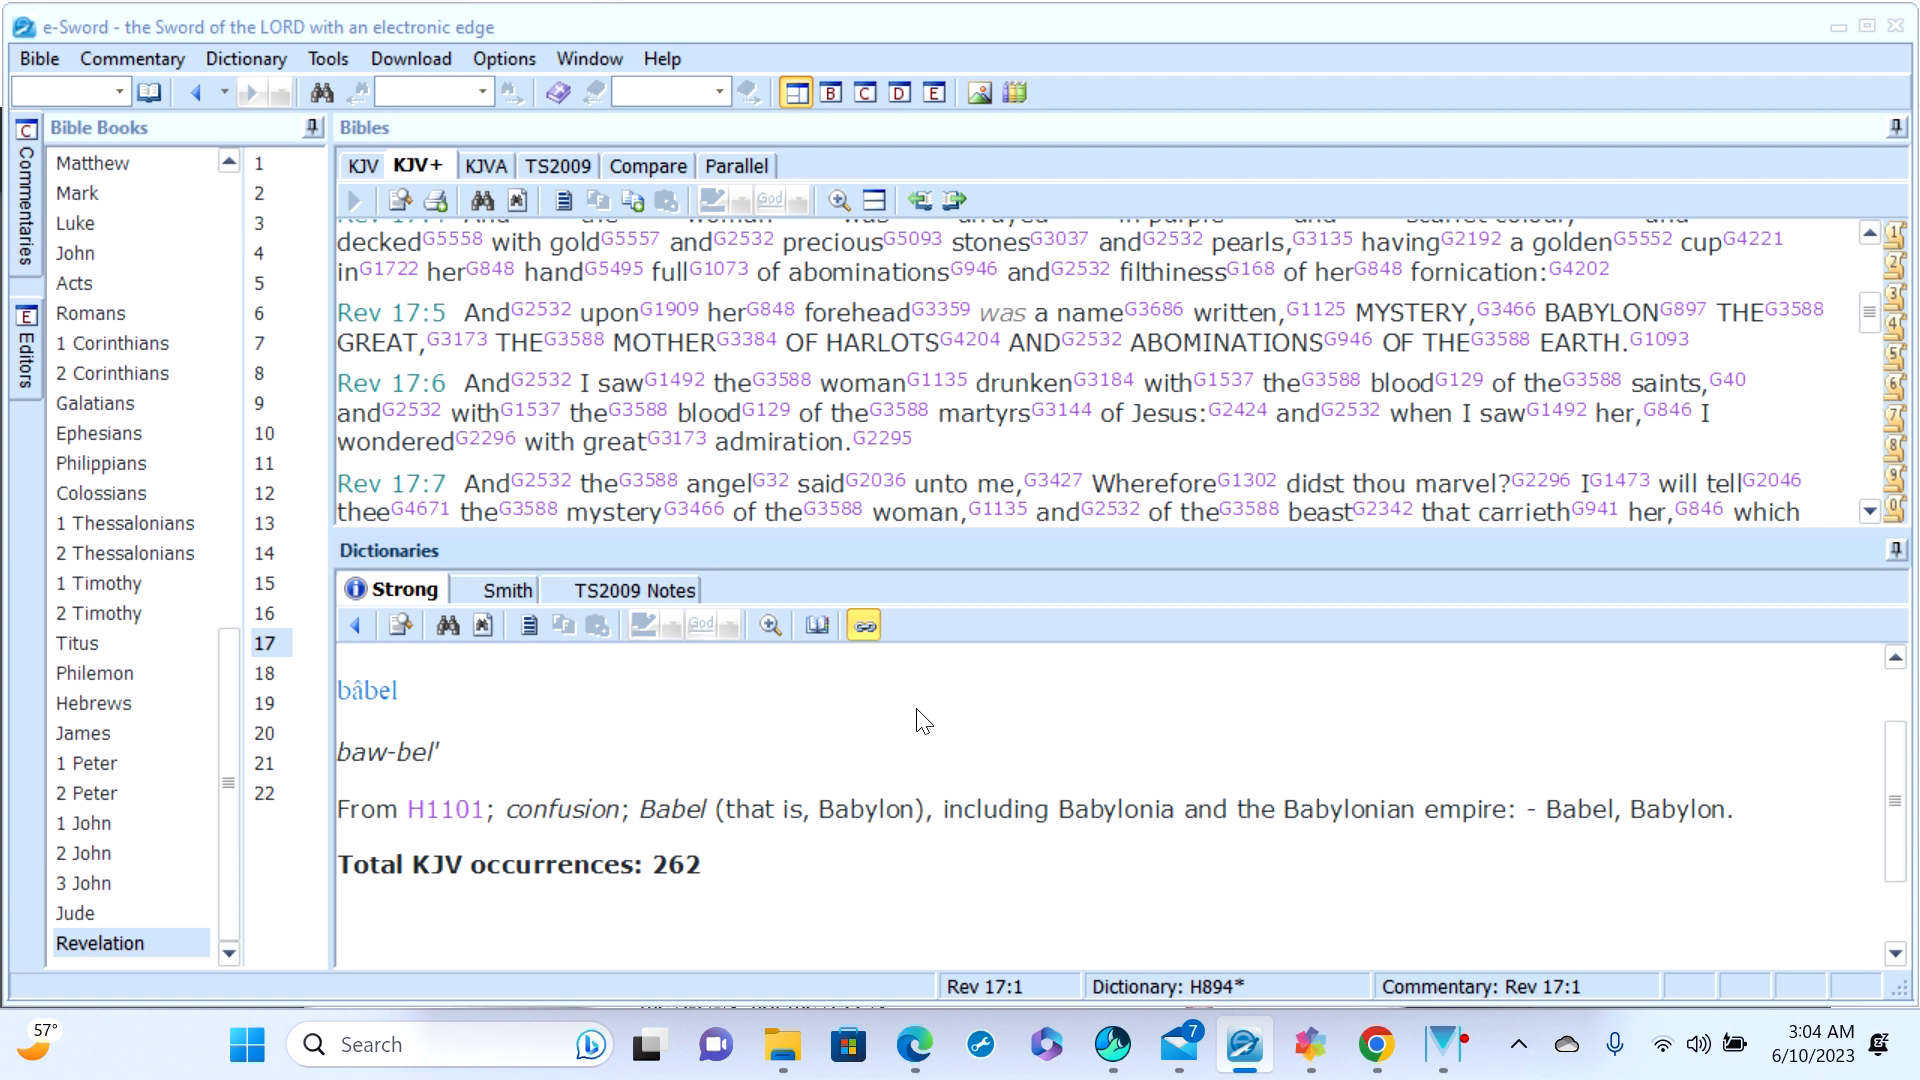 e-Sword - the Sword of the LORD with an electronic edge
Bible Commentary Dictionary Tools Download Options Window Help
B C D E
C Commentaries
E Editors
Bible Books
Matthew
Mark
Luke
John
Acts
Romans
1 Corinthians
2 Corinthians
Galatians
Ephesians
Philippians
Colossians
1 Thessalonians
2 Thessalonians
1 Timothy
2 Timothy
Titus
Philemon
Hebrews
James
1 Peter
2 Peter
1 John
2 John
3 John
Jude
Revelation
1
2
3
4
5
6
7
8
9
10
11
12
13
14
15
16
17
18
19
20
21
22
Bibles
KJV KJV+ KJVA TS2009 Compare Parallel
God
deckedG5558 with goldG5557 andG2532 preciousG5093 stonesG3037 andG2532 pearls,G3135 havingG2192 a goldenG5552 cupG4221
inG1722 herG848 handG5495 fullG1073 of abominationsG946 andG2532 filthinessG168 of herG848 fornication:G4202
Rev 17:5 AndG2532 uponG1909 herG848 foreheadG3359 was a nameG3686 written,G1125 MYSTERY,G3466 BABYLONG897 THEG3588
GREAT,G3173 THEG3588 MOTHERG3384 OF HARLOTSG4204 ANDG2532 ABOMINATIONSG946 OF THEG3588 EARTH.G1093
Rev 17:6 AndG2532 I sawG1492 theG3588 womanG1135 drunkenG3184 withG1537 theG3588 bloodG129 of theG3588 saints,G40
andG2532 withG1537 theG3588 bloodG129 of theG3588 martyrsG3144 of Jesus:G2424 andG2532 when I sawG1492 her,G846 I
wonderedG2296 with greatG3173 admiration.G2295
Rev 17:7 AndG2532 theG3588 angelG32 saidG2036 unto me,G3427 WhereforeG1302 didst thou marvel?G2296 IG1473 will tellG2046
theeG4671 theG3588 mysteryG3466 of theG3588 woman,G1135 andG2532 of theG3588 beastG2342 that carriethG941 her,G846 which
1
2
3
4
5
6
7
8
9
0
Dictionaries
Strong Smith TS2009 Notes
God
bâbel
baw-bel'
From H1101; confusion; Babel (that is, Babylon), including Babylonia and the Babylonian empire: - Babel, Babylon.
Total KJV occurrences: 262
Rev 17:1 Dictionary: H894* Commentary: Rev 17:1
57°
Search
7
3:04 AM
6/10/2023